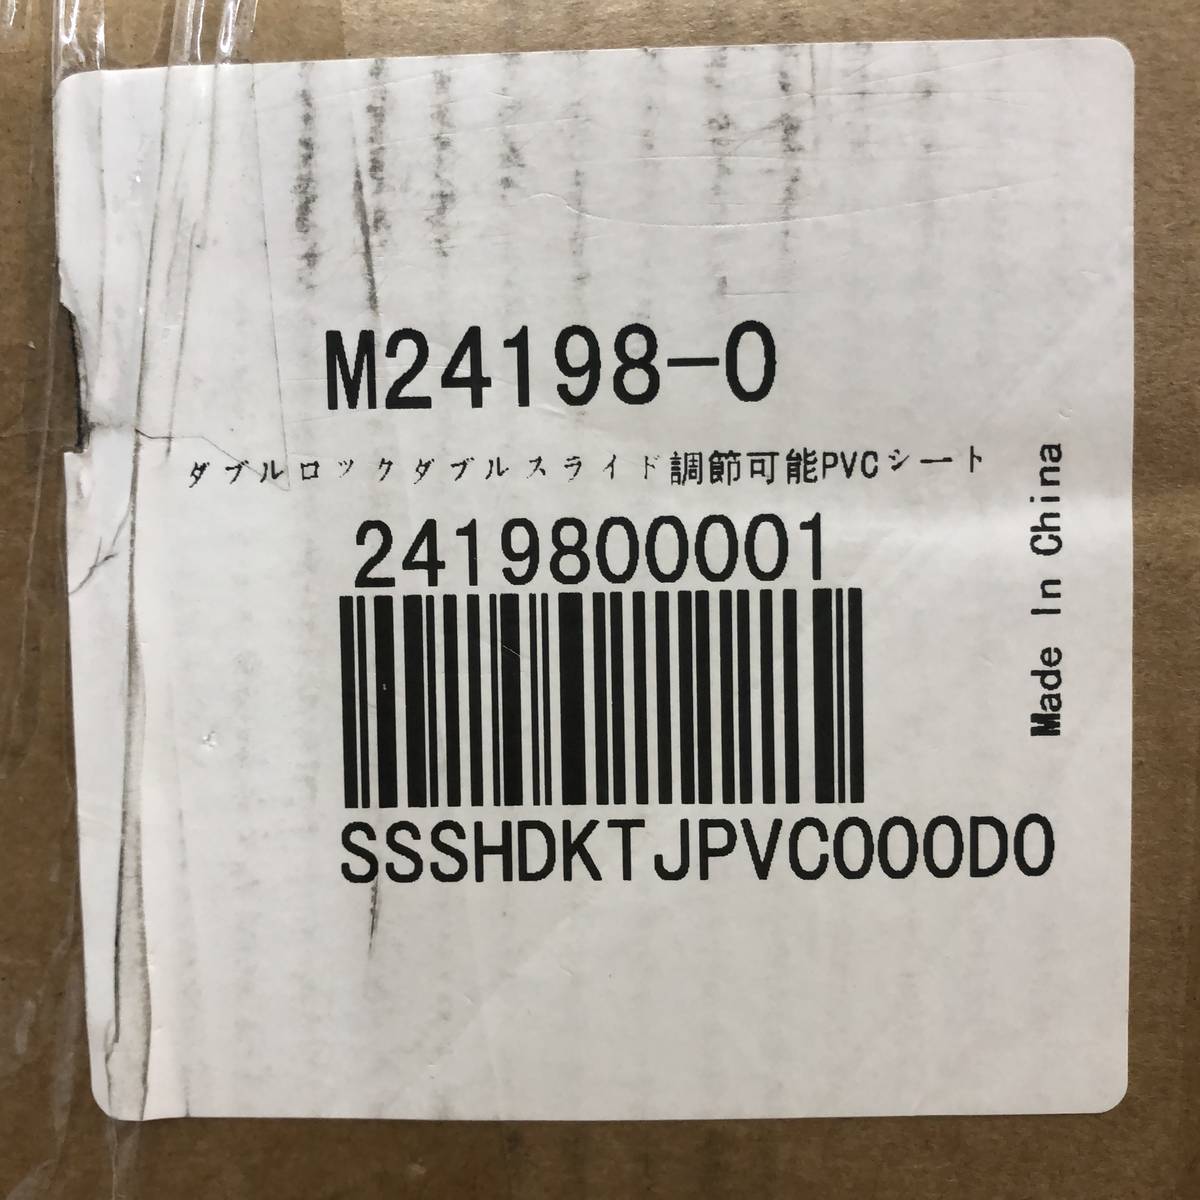 M24198-0
ダブルロックダブルスライド調節可能PVCシート
2419800001
SSSHDKTJPVC000D0
Made In China